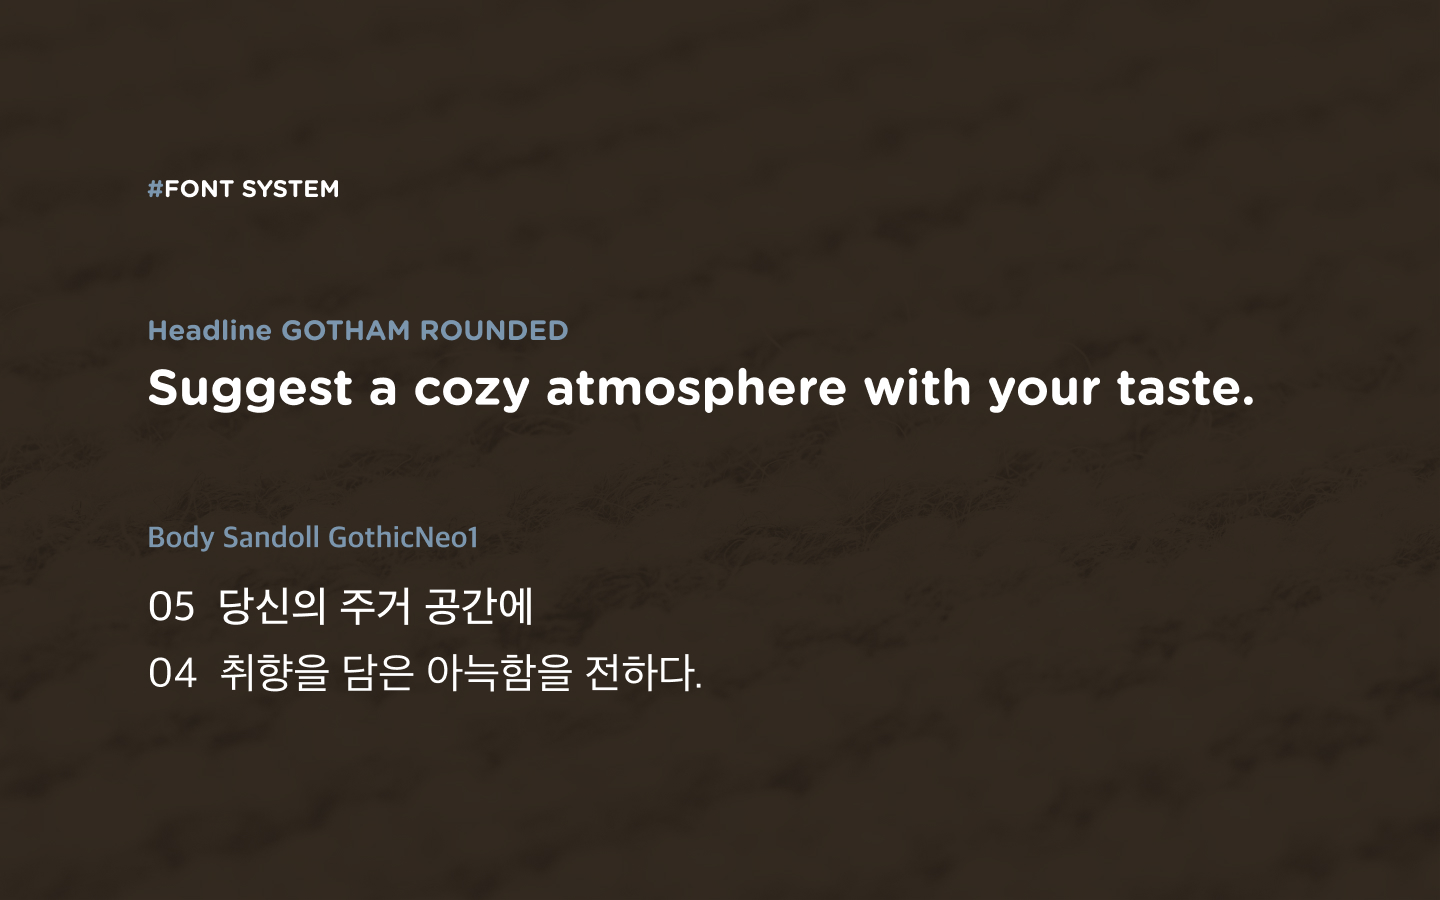 #FONT SYSTEM
Headline GOTHAM ROUNDED
Suggest a cozy atmosphere with your taste.
Body Sandoll GothicNeo1
05 당신의 주거 공간에
04 취향을 담은 아늑함을 전하다.